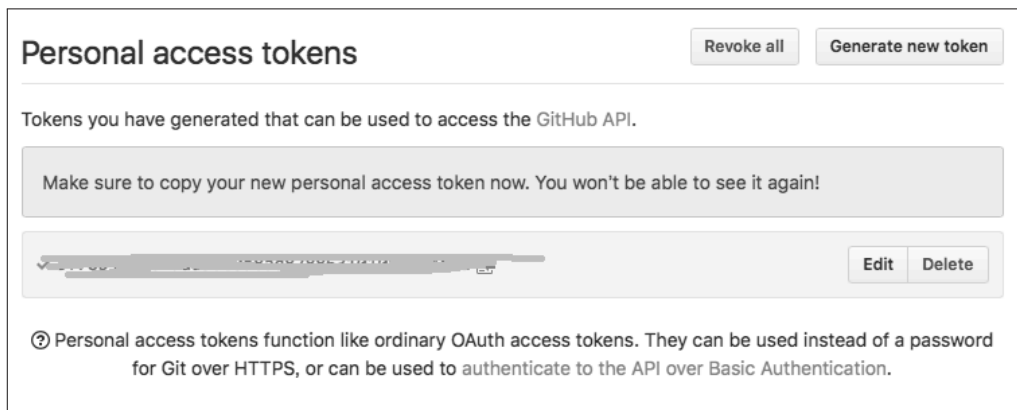 Personal access tokens
Revoke all
Generate new token
Tokens you have generated that can be used to access the GitHub API.
Make sure to copy your new personal access token now. You won't be able to see it again!
Edit
Delete
Personal access tokens function like ordinary OAuth access tokens. They can be used instead of a password
for Git over HTTPS, or can be used to authenticate to the API over Basic Authentication.